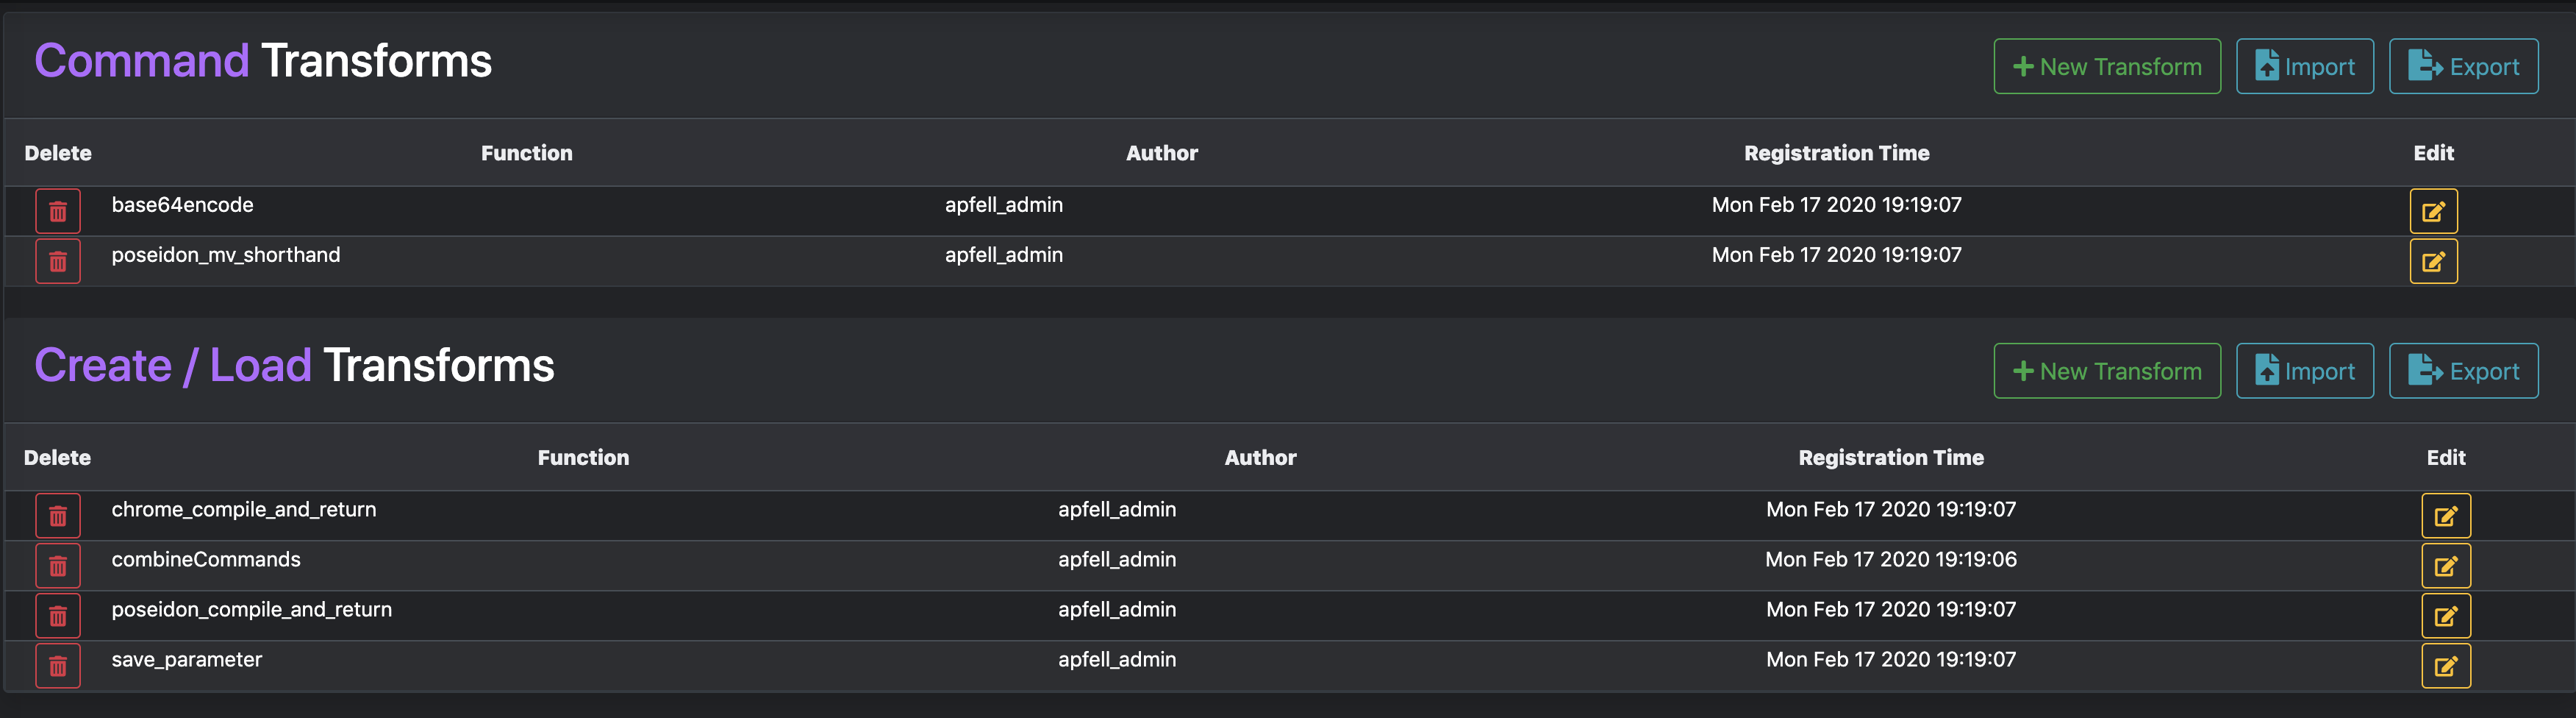 Command Transforms
New Transform Import Export
Delete Function Author Registration Time Edit
base64encode apfell_admin Mon Feb 17 2020 19:19:07
poseidon_mv_shorthand apfell_admin Mon Feb 17 2020 19:19:07
Create / Load Transforms
New Transform Import Export
Delete Function Author Registration Time Edit
chrome_compile_and_return apfell_admin Mon Feb 17 2020 19:19:07
combineCommands apfell_admin Mon Feb 17 2020 19:19:06
poseidon_compile_and_return apfell_admin Mon Feb 17 2020 19:19:07
save_parameter apfell_admin Mon Feb 17 2020 19:19:07